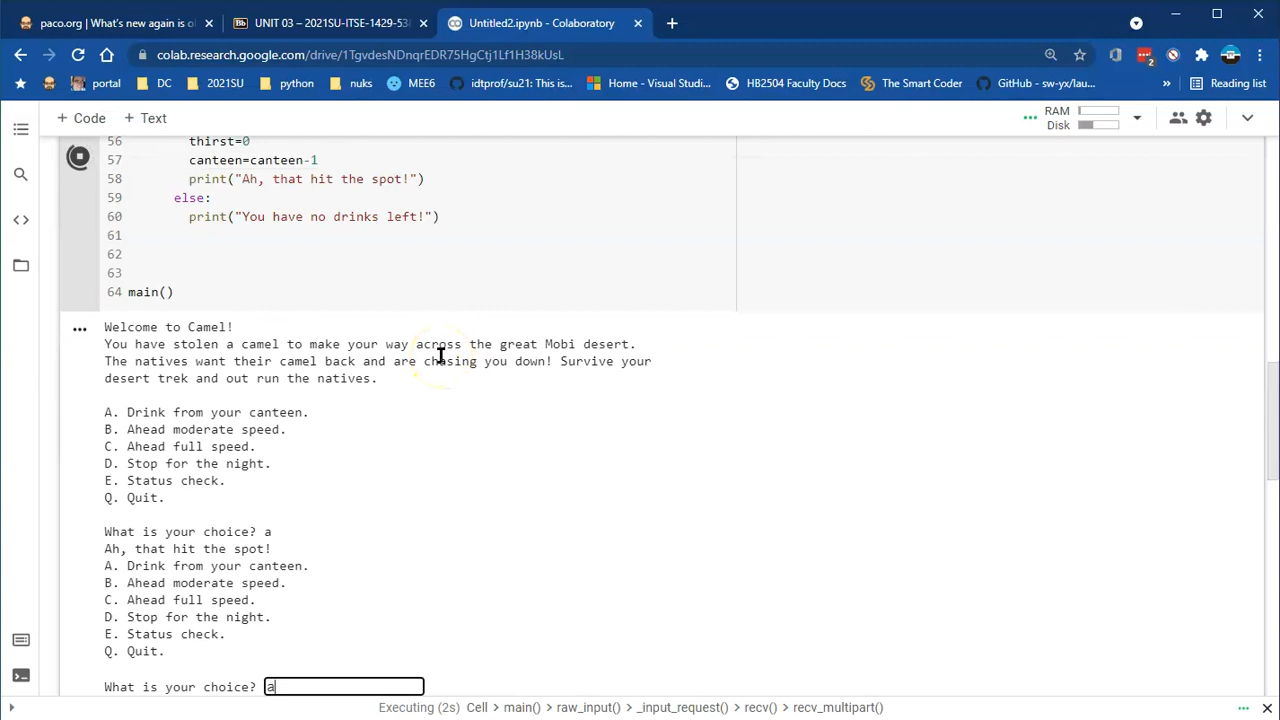 paco.org | What's new again is o
UNIT 03 – 2021SU-ITSE-1429-53
Untitled2.ipynb - Colaboratory
colab.research.google.com/drive/1TgvdesNDnqrEDR75HgCtj1Lf1H38kUsL
portal
DC
2021SU
python
nuks
MEE6
idtprof/su21: This is...
Home - Visual Studi...
HB2504 Faculty Docs
The Smart Coder
GitHub - sw-yx/lau...
Reading list
+ Code + Text
RAM
Disk
56 thirst=0
57 canteen=canteen-1
58 print("Ah, that hit the spot!")
59 else:
60 print("You have no drinks left!")
61
62
63
64 main()
Welcome to Camel!
You have stolen a camel to make your way across the great Mobi desert.
The natives want their camel back and are chasing you down! Survive your
desert trek and out run the natives.
A. Drink from your canteen.
B. Ahead moderate speed.
C. Ahead full speed.
D. Stop for the night.
E. Status check.
Q. Quit.
What is your choice? a
Ah, that hit the spot!
A. Drink from your canteen.
B. Ahead moderate speed.
C. Ahead full speed.
D. Stop for the night.
E. Status check.
Q. Quit.
What is your choice? a
Executing (2s) Cell > main() > raw_input() > _input_request() > recv() > recv_multipart()